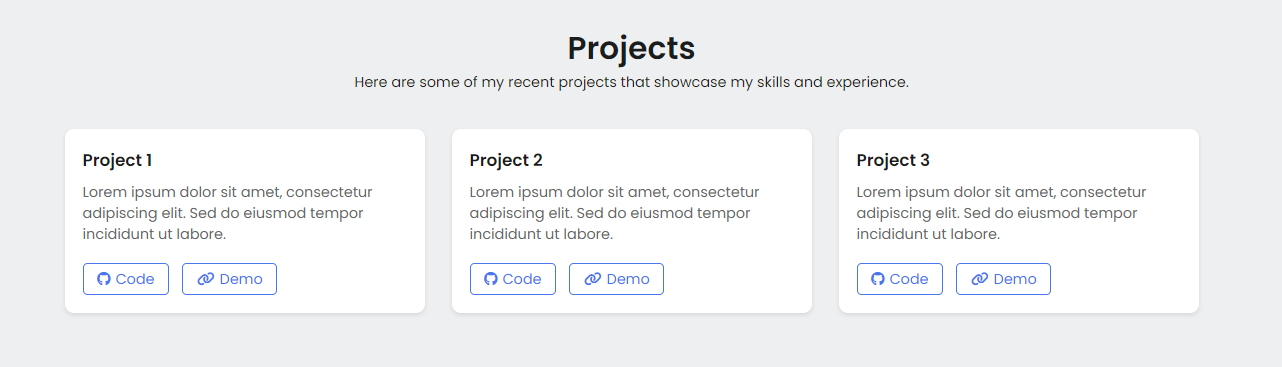 Projects
Here are some of my recent projects that showcase my skills and experience.
Project 1
Lorem ipsum dolor sit amet, consectetur
adipiscing elit. Sed do eiusmod tempor
incididunt ut labore.
Code Demo
Project 2
Lorem ipsum dolor sit amet, consectetur
adipiscing elit. Sed do eiusmod tempor
incididunt ut labore.
Code Demo
Project 3
Lorem ipsum dolor sit amet, consectetur
adipiscing elit. Sed do eiusmod tempor
incididunt ut labore.
Code Demo